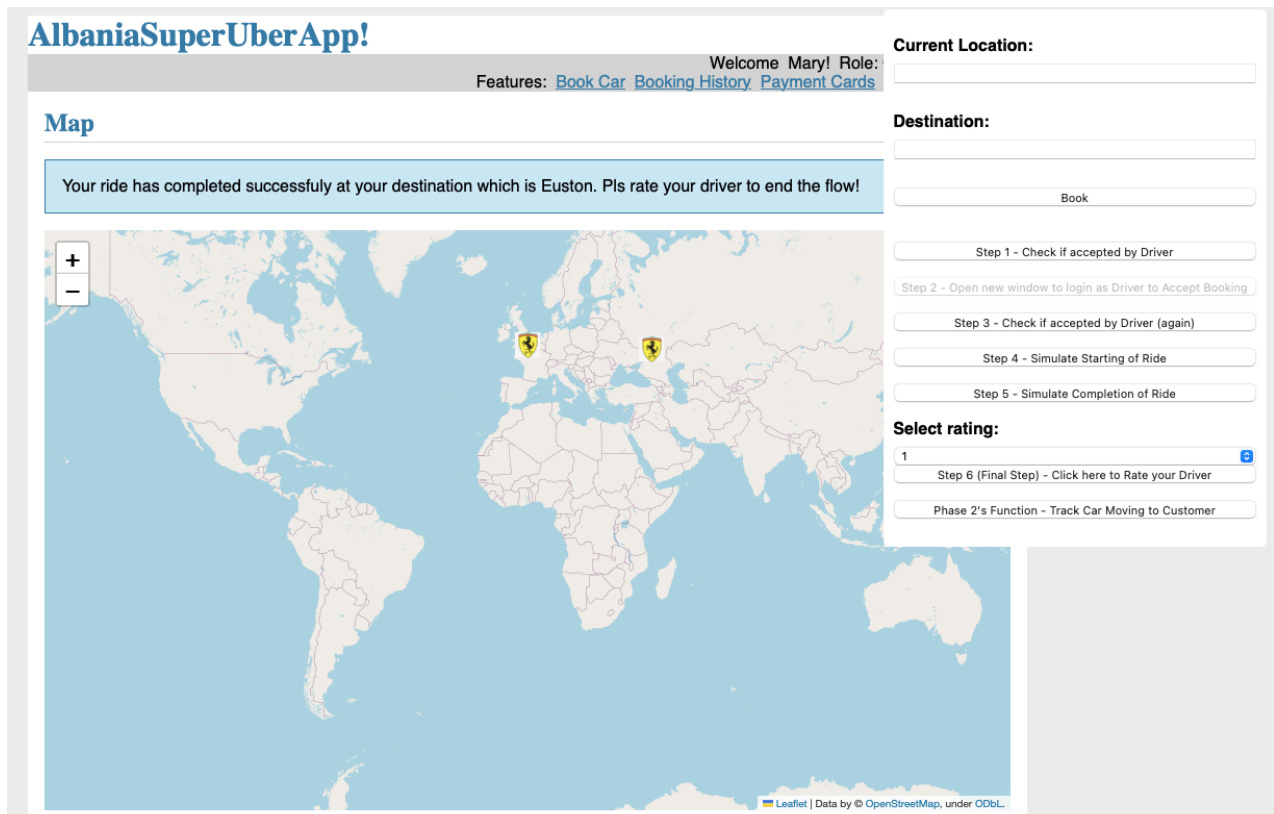 AlbaniaSuperUberApp!
Welcome Mary! Role:
Features: Book Car Booking History Payment Cards
Map
Your ride has completed successfuly at your destination which is Euston. Pls rate your driver to end the flow!
+
−
Leaflet | Data by © OpenStreetMap, under ODbL.
Current Location:
Destination:
Book
Step 1 - Check if accepted by Driver
Step 2 - Open new window to login as Driver to Accept Booking
Step 3 - Check if accepted by Driver (again)
Step 4 - Simulate Starting of Ride
Step 5 - Simulate Completion of Ride
Select rating:
1
Step 6 (Final Step) - Click here to Rate your Driver
Phase 2's Function - Track Car Moving to Customer